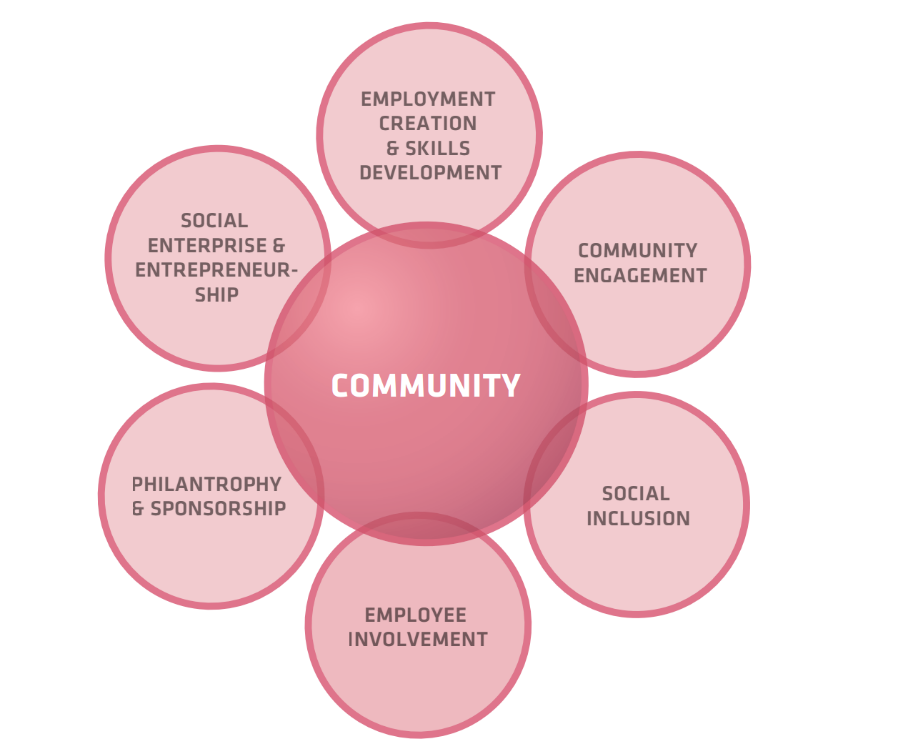 EMPLOYMENT
CREATION
& SKILLS
DEVELOPMENT
SOCIAL
ENTERPRISE &
ENTREPRENEUR-
SHIP
COMMUNITY
ENGAGEMENT
COMMUNITY
PHILANTROPHY
& SPONSORSHIP
SOCIAL
INCLUSION
EMPLOYEE
INVOLVEMENT